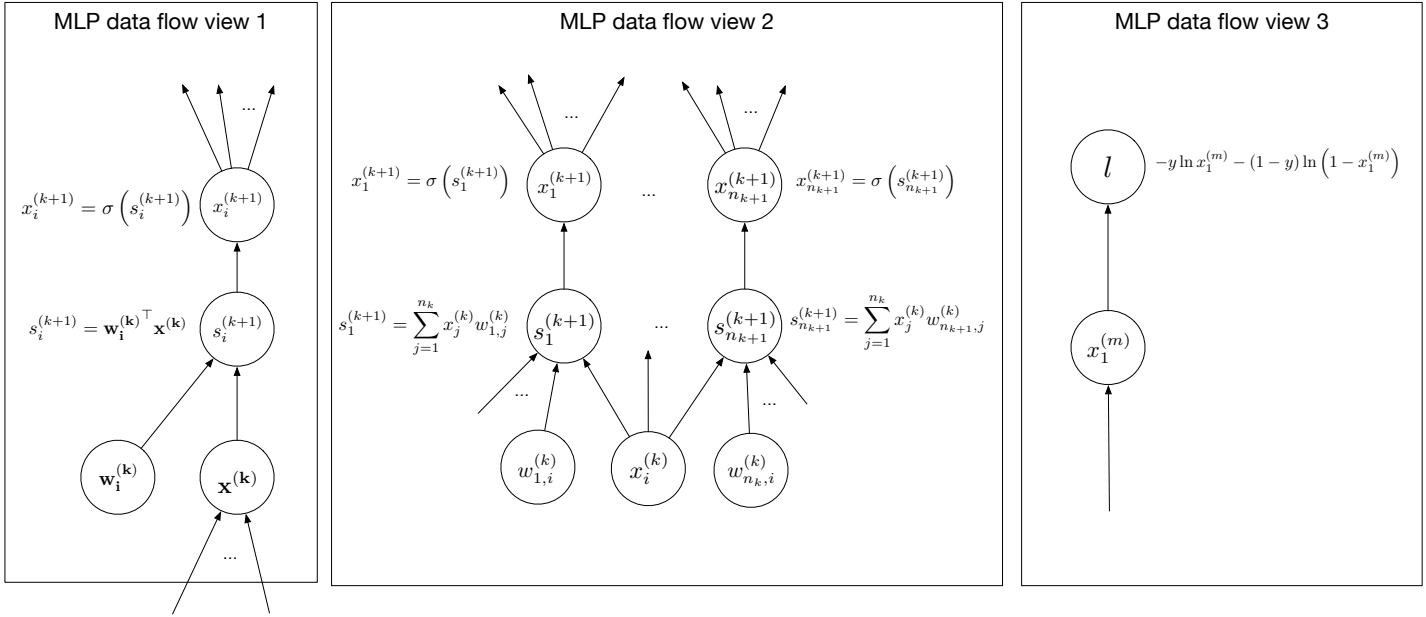 MLP data flow view 1
...
x_i^{(k+1)} = σ(s_i^{(k+1)})
x_i^{(k+1)}
s_i^{(k+1)} = w_i^{(k)⊤} x^{(k)}
s_i^{(k+1)}
w_i^{(k)}
x^{(k)}
...
MLP data flow view 2
...
...
x_1^{(k+1)} = σ(s_1^{(k+1)})
x_1^{(k+1)}
...
x_{n_{k+1}}^{(k+1)}
x_{n_{k+1}}^{(k+1)} = σ(s_{n_{k+1}}^{(k+1)})
s_1^{(k+1)} = \sum_{j=1}^{n_k} x_j^{(k)} w_{1,j}^{(k)}
s_1^{(k+1)}
...
s_{n_{k+1}}^{(k+1)}
s_{n_{k+1}}^{(k+1)} = \sum_{j=1}^{n_k} x_j^{(k)} w_{n_{k+1},j}^{(k)}
...
...
w_{1,i}^{(k)}
x_i^{(k)}
w_{n_k,i}^{(k)}
MLP data flow view 3
l
-y ln x_1^{(m)} - (1 - y) ln(1 - x_1^{(m)})
x_1^{(m)}